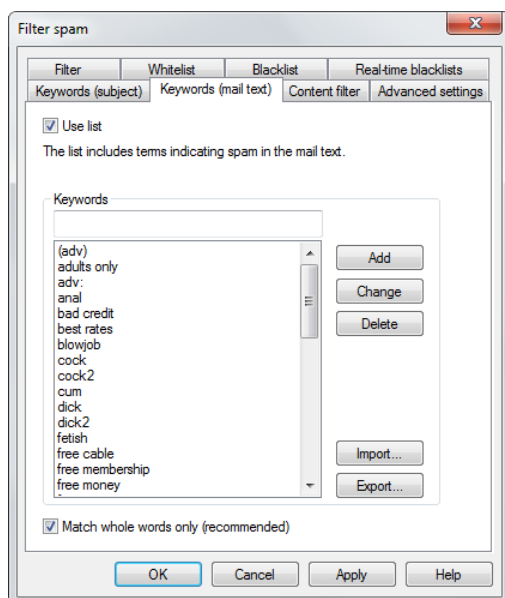 Filter spam
Filter Whitelist Blacklist Real-time blacklists
Keywords (subject) Keywords (mail text) Content filter Advanced settings
Use list
The list includes terms indicating spam in the mail text.
Keywords
(adv)
adults only
adv:
anal
bad credit
best rates
blowjob
cock
cock2
cum
dick
dick2
fetish
free cable
free membership
free money
Add
Change
Delete
Import...
Export...
Match whole words only (recommended)
OK Cancel Apply Help